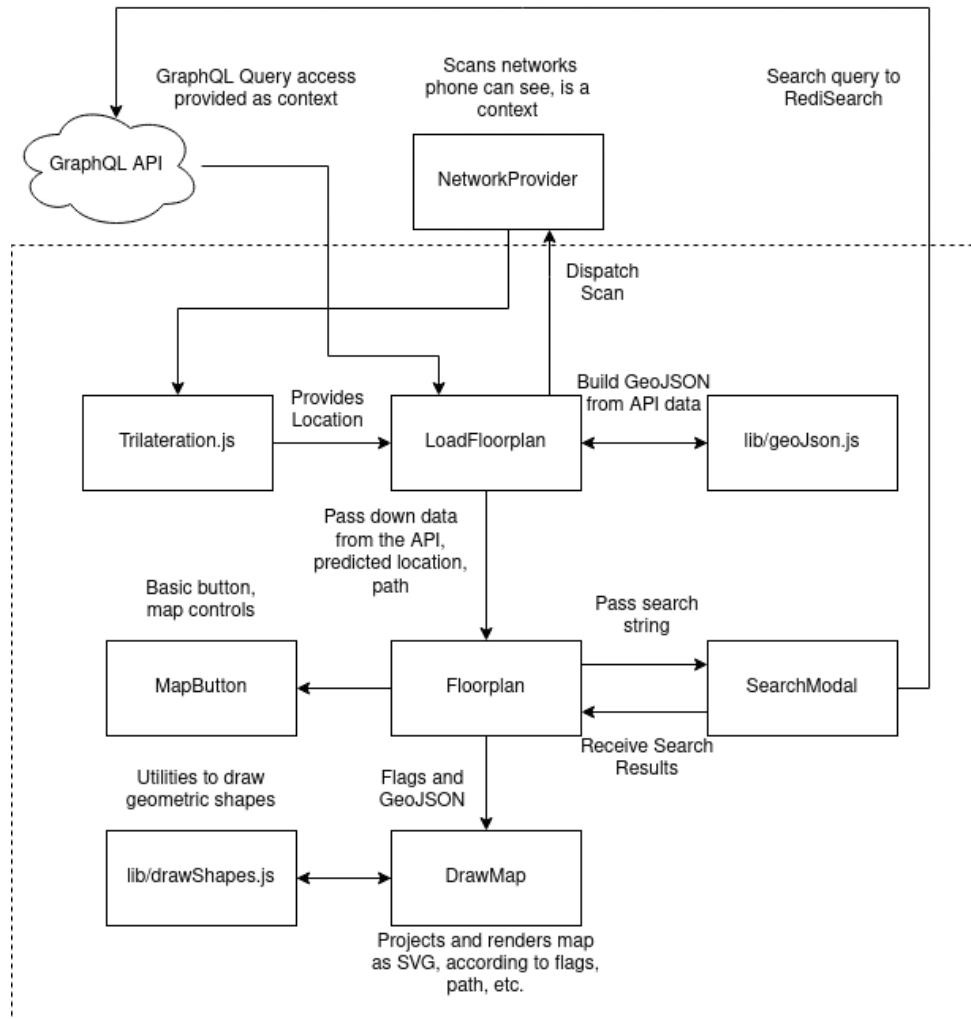 GraphQL Query access
provided as context
Scans networks
phone can see, is a
context
Search query to
RediSearch
GraphQL API
NetworkProvider
Dispatch
Scan
Provides
Location
Build GeoJSON
from API data
Trilateration.js
LoadFloorplan
lib/geoJson.js
Pass down data
from the API,
predicted location,
path
Basic button,
map controls
Pass search
string
MapButton
Floorplan
SearchModal
Receive Search
Results
Utilities to draw
geometric shapes
Flags and
GeoJSON
lib/drawShapes.js
DrawMap
Projects and renders map
as SVG, according to flags,
path, etc.